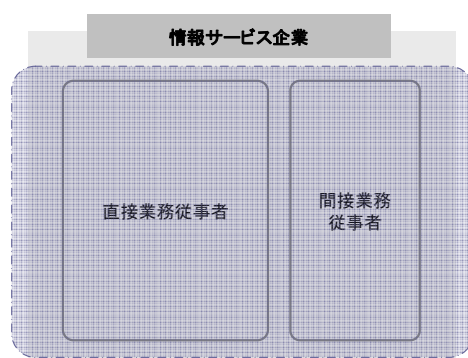 情報サービス企業
直接業務従事者
間接業務
従事者